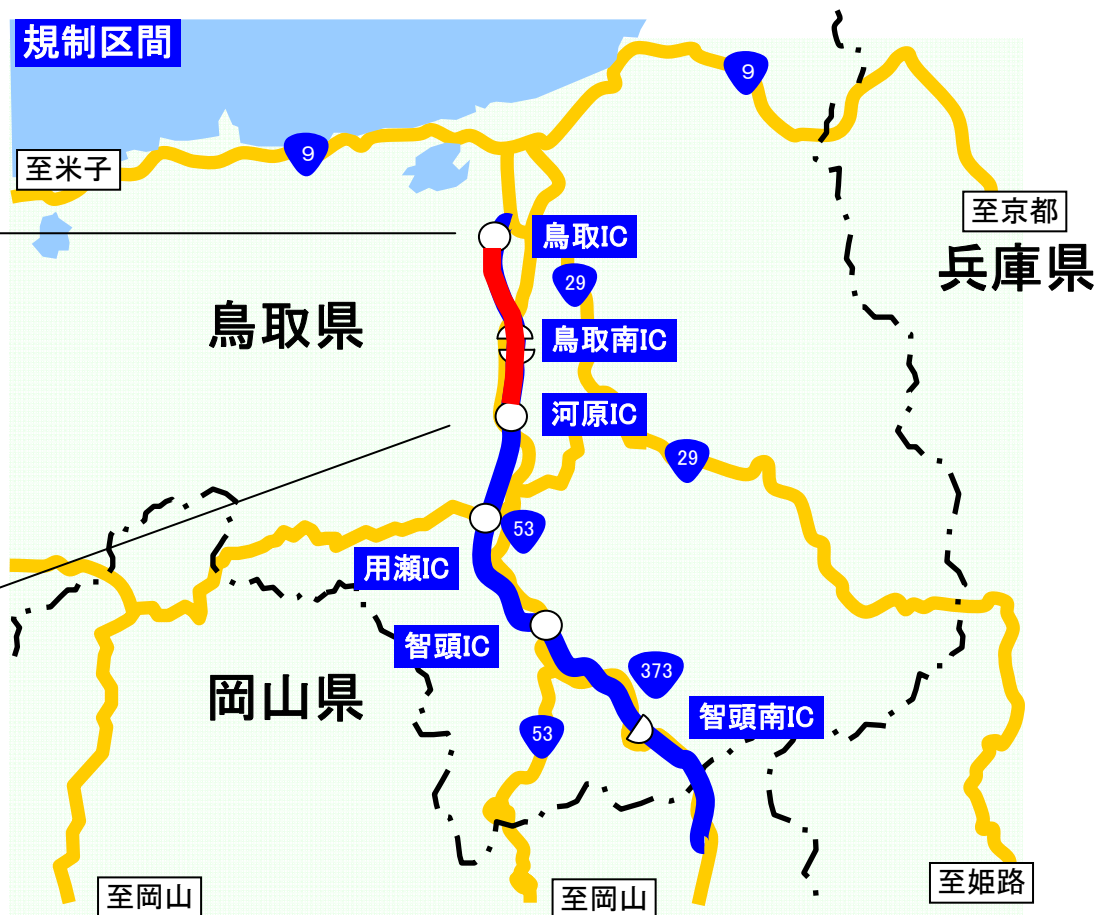 規制区間
9
9
至米子
至京都
鳥取IC
兵庫県
29
鳥取県
鳥取南IC
河原IC
29
53
用瀬IC
智頭IC
373
岡山県
智頭南IC
53
至岡山
至岡山
至姫路